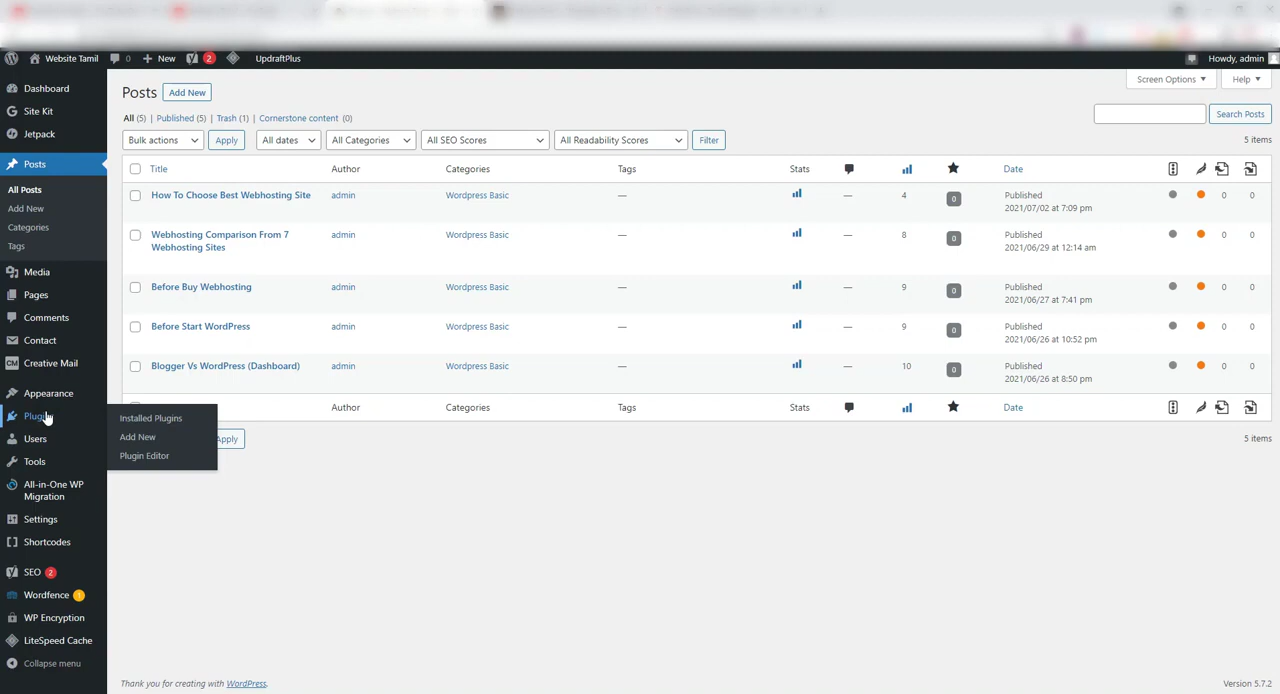 Website Tamil 0 New 2 UpdraftPlus Howdy, admin
Dashboard
Site Kit
Jetpack
Posts
All Posts
Add New
Categories
Tags
Media
Pages
Comments
Contact
CM Creative Mail
Appearance
Plugi
Users
Tools
All-in-One WP
Migration
Settings
Shortcodes
SEO 2
Wordfence 1
WP Encryption
LiteSpeed Cache
Collapse menu
Installed Plugins
Add New
Plugin Editor
Screen Options Help
Posts Add New
All (5) | Published (5) | Trash (1) | Cornerstone content (0)
Search Posts
Bulk actions Apply All dates All Categories All SEO Scores All Readability Scores Filter 5 items
Title Author Categories Tags Stats Date
How To Choose Best Webhosting Site admin Wordpress Basic — — 4 0 Published 0 0
2021/07/02 at 7:09 pm
Webhosting Comparison From 7 admin Wordpress Basic — — 8 0 Published 0 0
Webhosting Sites 2021/06/29 at 12:14 am
Before Buy Webhosting admin Wordpress Basic — — 9 0 Published 0 0
2021/06/27 at 7:41 pm
Before Start WordPress admin Wordpress Basic — — 9 0 Published 0 0
2021/06/26 at 10:52 pm
Blogger Vs WordPress (Dashboard) admin Wordpress Basic — — 10 0 Published 0 0
2021/06/26 at 8:50 pm
Author Categories Tags Stats Date
Apply 5 items
Thank you for creating with WordPress. Version 5.7.2